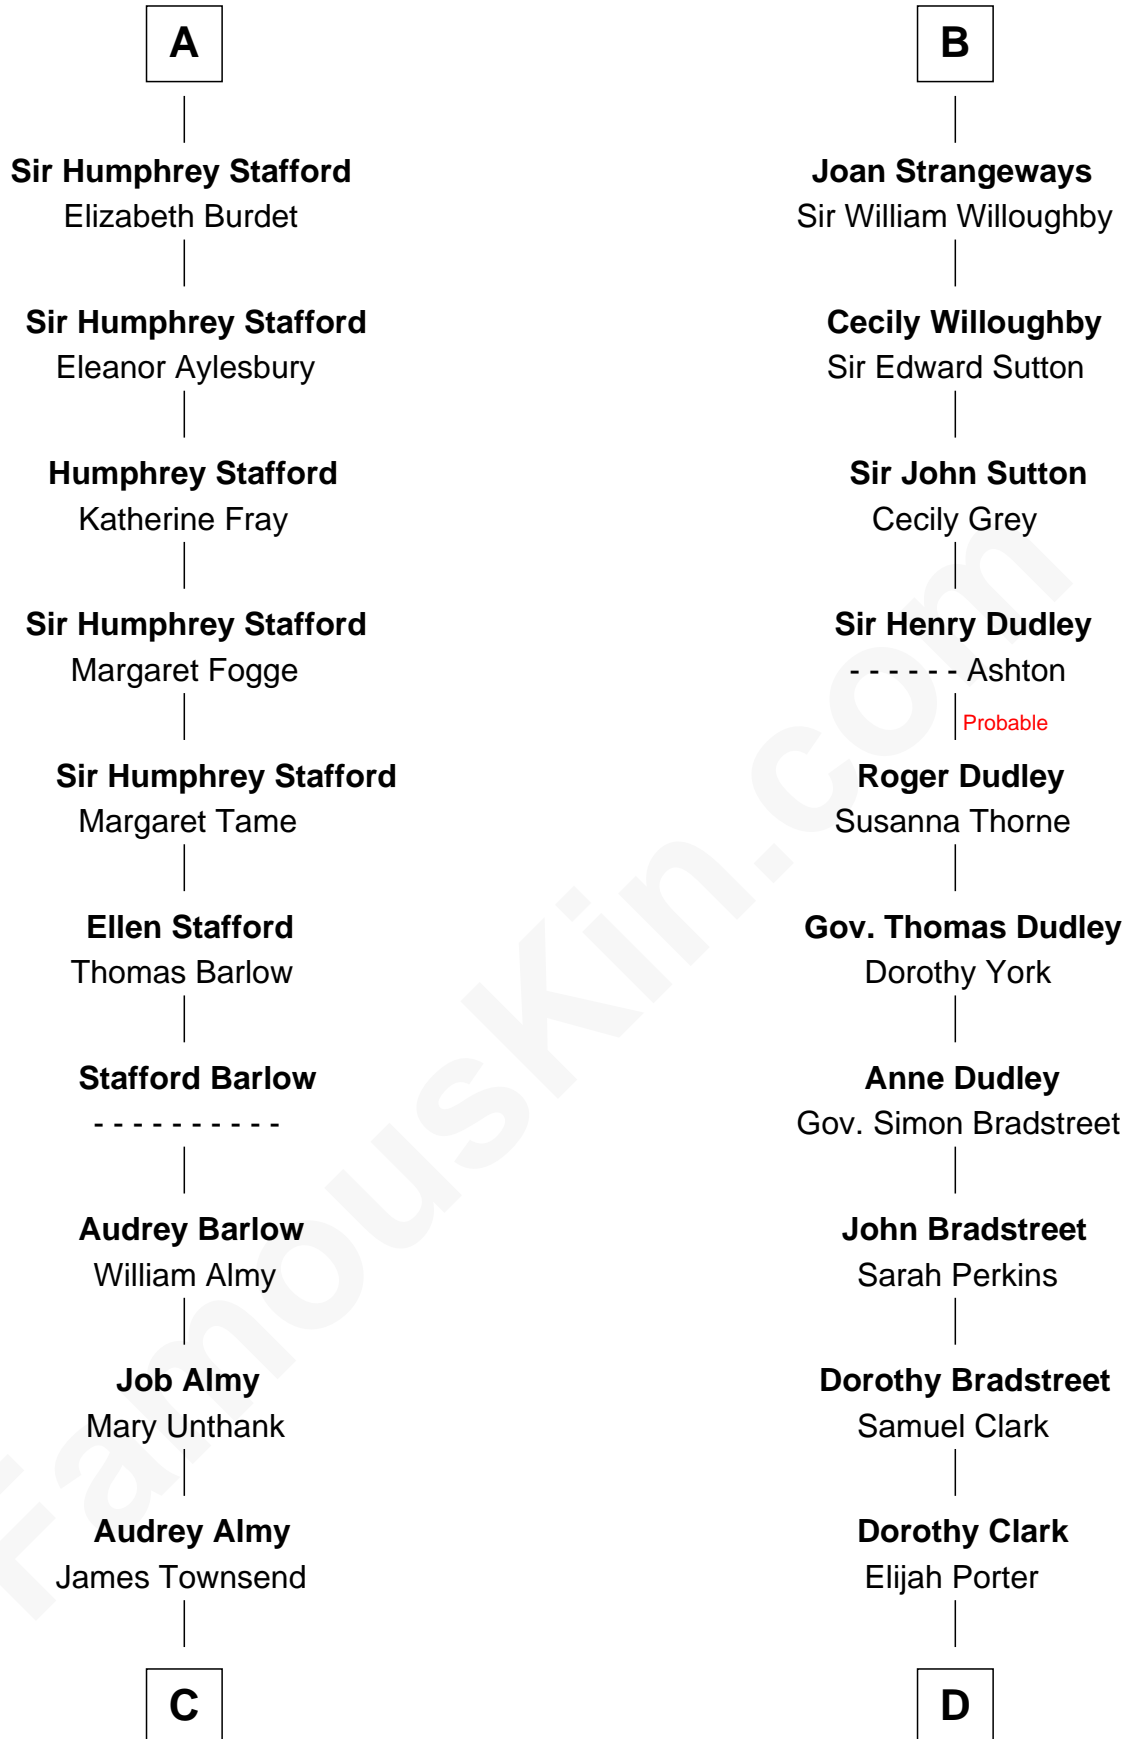 A
Sir Humphrey Stafford
Elizabeth Burdet
Sir Humphrey Stafford
Eleanor Aylesbury
Humphrey Stafford
Katherine Fray
Sir Humphrey Stafford
Margaret Fogge
Sir Humphrey Stafford
Margaret Tame
Ellen Stafford
Thomas Barlow
Stafford Barlow
- - - - - - - - - -
Audrey Barlow
William Almy
Job Almy
Mary Unthank
Audrey Almy
James Townsend
C
B
Joan Strangeways
Sir William Willoughby
Cecily Willoughby
Sir Edward Sutton
Sir John Sutton
Cecily Grey
Sir Henry Dudley
- - - - - - Ashton
Probable
Roger Dudley
Susanna Thorne
Gov. Thomas Dudley
Dorothy York
Anne Dudley
Gov. Simon Bradstreet
John Bradstreet
Sarah Perkins
Dorothy Bradstreet
Samuel Clark
Dorothy Clark
Elijah Porter
D
FamousKin.com